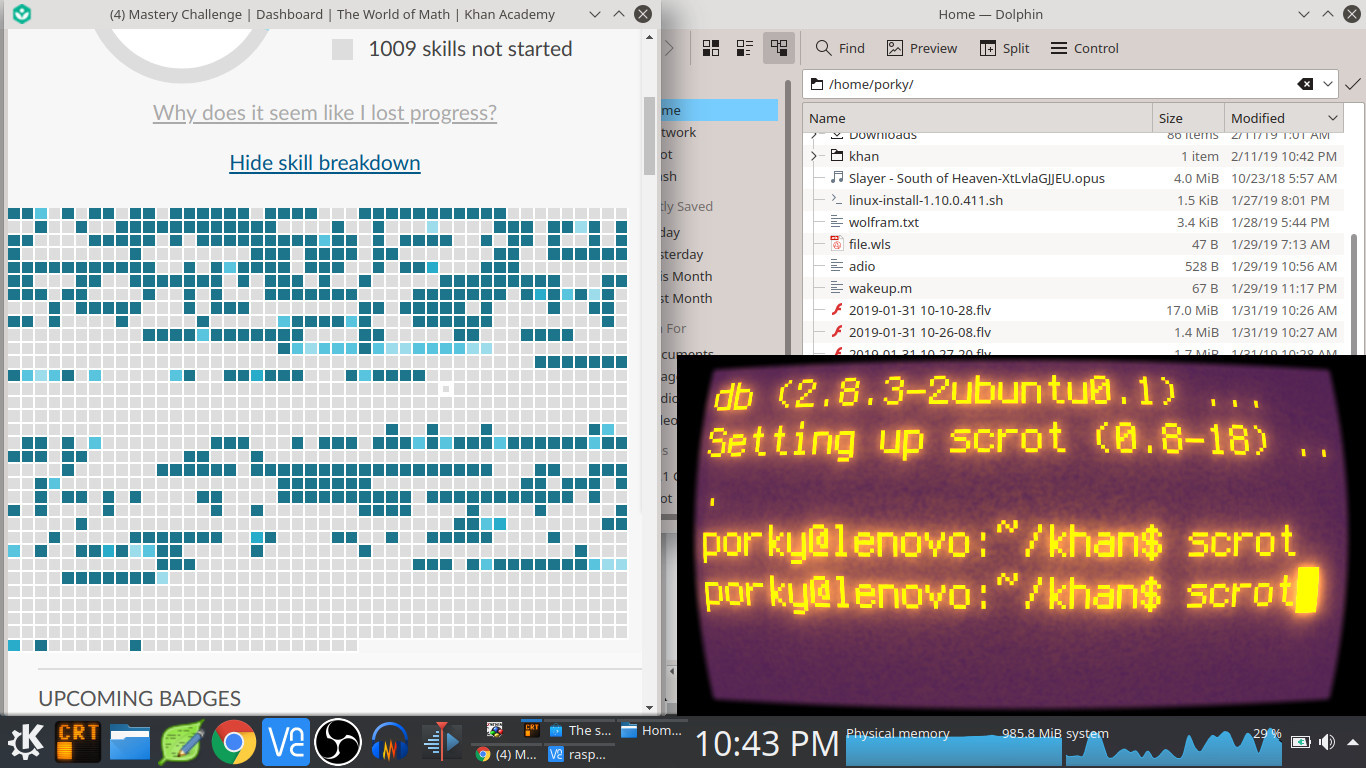 (4) Mastery Challenge | Dashboard | The World of Math | Khan Academy
1009 skills not started
Why does it seem like I lost progress?
Hide skill breakdown
UPCOMING BADGES
Home — Dolphin
Find Preview Split Control
/home/porky/
Name Size Modified
Downloads 86 items 2/11/19 1:01 AM
khan 1 item 2/11/19 10:42 PM
Slayer - South of Heaven-XtLvlaGJJEU.opus 4.0 MiB 10/23/18 5:57 AM
linux-install-1.10.0.411.sh 1.5 KiB 1/27/19 8:01 PM
wolfram.txt 3.4 KiB 1/28/19 5:44 PM
file.wls 47 B 1/29/19 7:13 AM
adio 528 B 1/29/19 10:56 AM
wakeup.m 67 B 1/29/19 11:17 PM
2019-01-31 10-10-28.flv 17.0 MiB 1/31/19 10:26 AM
2019-01-31 10-26-08.flv 1.4 MiB 1/31/19 10:27 AM
2019-01-31 10-27-20.flv 1.7 MiB 1/31/19 10:28 AM
me
twork
ot
ash
tly Saved
day
sterday
is Month
st Month
For
cuments
db (2.8.3-2ubuntu0.1) ...
Setting up scrot (0.8-18) ..
.
porky@lenovo:~/khan$ scrot
porky@lenovo:~/khan$ scrot
CRT
The s...
Hom...
(4) M...
rasp...
10:43 PM
Physical memory 985.8 MiB
system 29 %